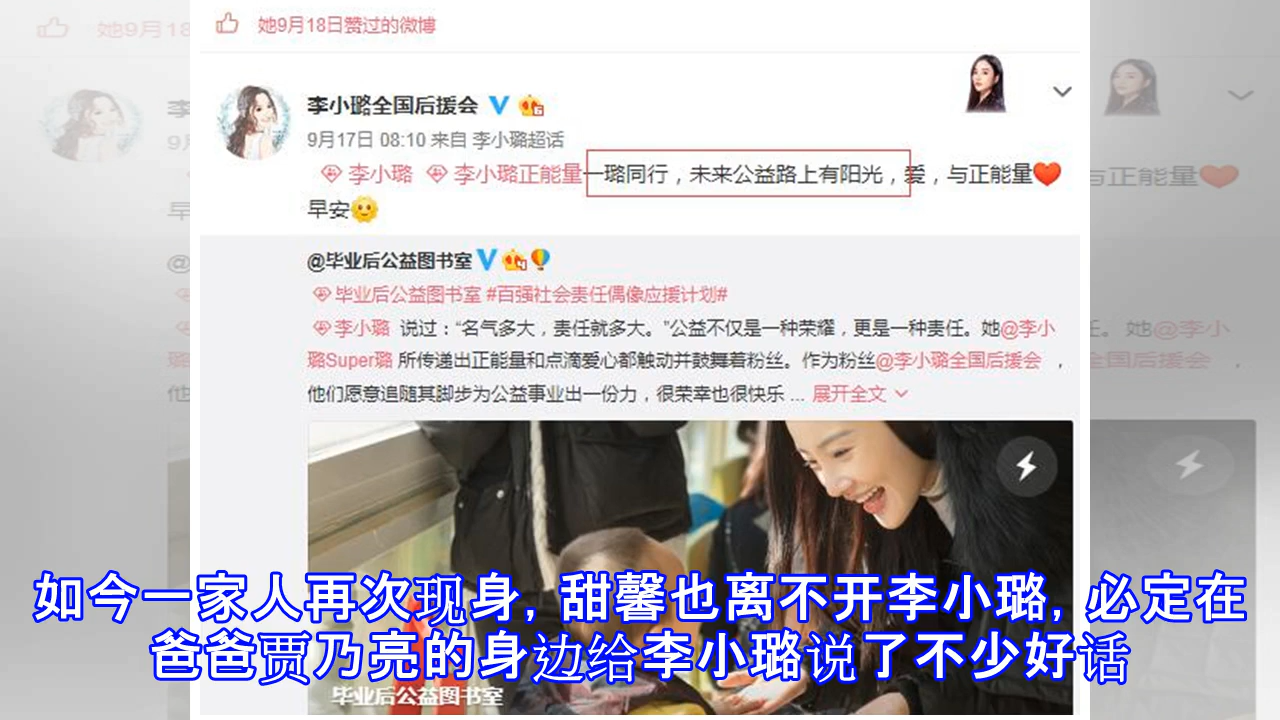 她9月18日赞过的微博
李小璐全国后援会
9月17日 08:10 来自 李小璐超话
李小璐 李小璐正能量一璐同行，未来公益路上有阳光，爱，与正能量
早安
@毕业后公益图书室
毕业后公益图书室 #百强社会责任偶像应援计划#
李小璐 说过：“名气多大，责任就多大。”公益不仅是一种荣耀，更是一种责任。她@李小
璐Super璐 所传递出正能量和点滴爱心都触动并鼓舞着粉丝。作为粉丝@李小璐全国后援会 ，
他们愿意追随其脚步为公益事业出一份力，很荣幸也很快乐 ... 展开全文
如今一家人再次现身，甜馨也离不开李小璐，必定在
爸爸贾乃亮的身边给李小璐说了不少好话
毕业后公益图书室